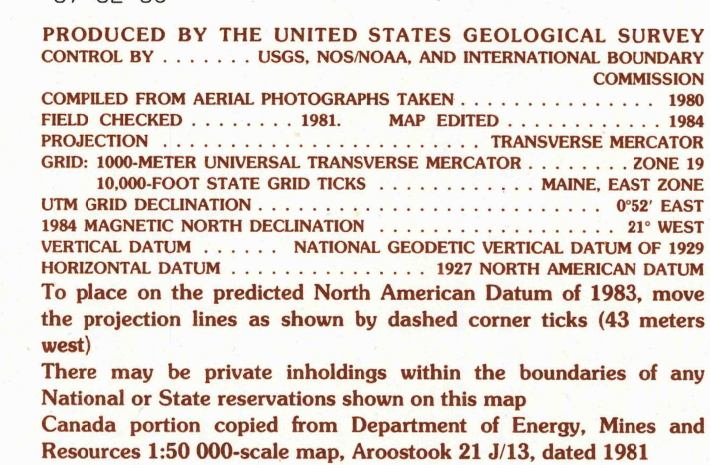 PRODUCED BY THE UNITED STATES GEOLOGICAL SURVEY
CONTROL BY . . . . . . . USGS, NOS/NOAA, AND INTERNATIONAL BOUNDARY
COMMISSION
COMPILED FROM AERIAL PHOTOGRAPHS TAKEN . . . . . . . . . . . . . . . . 1980
FIELD CHECKED . . . . . . . . 1981. MAP EDITED . . . . . . . . . . . . . 1984
PROJECTION . . . . . . . . . . . . . . . . . . . . . . . . . . TRANSVERSE MERCATOR
GRID: 1000-METER UNIVERSAL TRANSVERSE MERCATOR . . . . . . . . ZONE 19
10,000-FOOT STATE GRID TICKS . . . . . . . . . . . . MAINE, EAST ZONE
UTM GRID DECLINATION . . . . . . . . . . . . . . . . . . . . . . . . . . . . 0°52' EAST
1984 MAGNETIC NORTH DECLINATION . . . . . . . . . . . . . . . . . . . 21° WEST
VERTICAL DATUM . . . . . . NATIONAL GEODETIC VERTICAL DATUM OF 1929
HORIZONTAL DATUM . . . . . . . . . . . . . . . 1927 NORTH AMERICAN DATUM
To place on the predicted North American Datum of 1983, move
the projection lines as shown by dashed corner ticks (43 meters
west)
There may be private inholdings within the boundaries of any
National or State reservations shown on this map
Canada portion copied from Department of Energy, Mines and
Resources 1:50 000-scale map, Aroostook 21 J/13, dated 1981